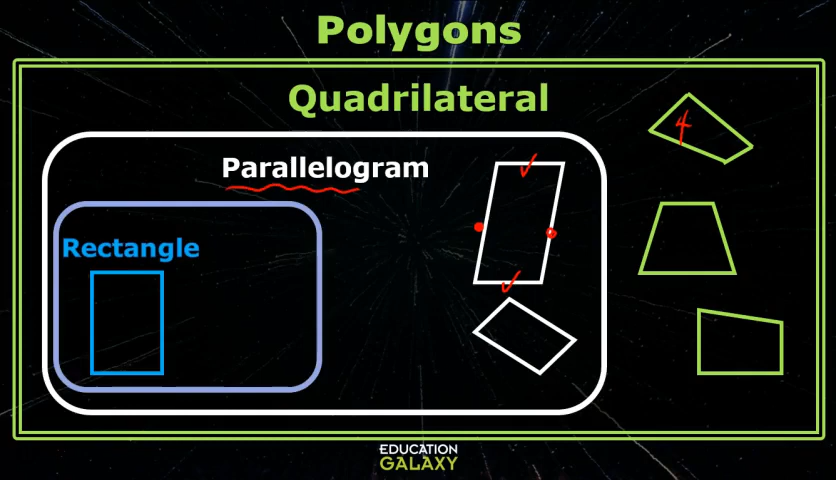 Polygons
Quadrilateral
4
Parallelogram
Rectangle
EDUCATION
GALAXY